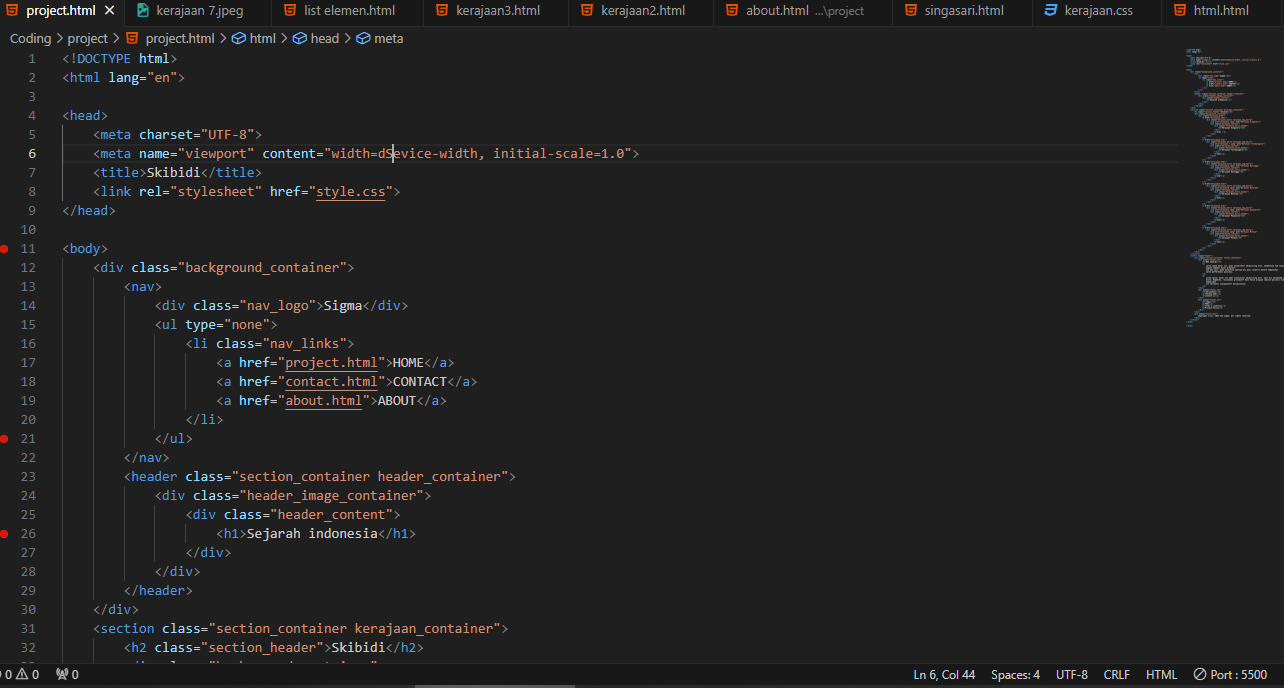 project.html kerajaan 7.jpeg list elemen.html kerajaan3.html kerajaan2.html about.html ...\project singasari.html kerajaan.css html.html
Coding > project > project.html > html > head > meta
1 <!DOCTYPE html>
2 <html lang="en">
3
4 <head>
5 <meta charset="UTF-8">
6 <meta name="viewport" content="width=dSevice-width, initial-scale=1.0">
7 <title>Skibidi</title>
8 <link rel="stylesheet" href="style.css">
9 </head>
10
11 <body>
12 <div class="background_container">
13 <nav>
14 <div class="nav_logo">Sigma</div>
15 <ul type="none">
16 <li class="nav_links">
17 <a href="project.html">HOME</a>
18 <a href="contact.html">CONTACT</a>
19 <a href="about.html">ABOUT</a>
20 </li>
21 </ul>
22 </nav>
23 <header class="section_container header_container">
24 <div class="header_image_container">
25 <div class="header_content">
26 <h1>Sejarah indonesia</h1>
27 </div>
28 </div>
29 </header>
30 </div>
31 <section class="section_container kerajaan_container">
32 <h2 class="section_header">Skibidi</h2>
0 0 0 Ln 6, Col 44 Spaces: 4 UTF-8 CRLF HTML Port : 5500